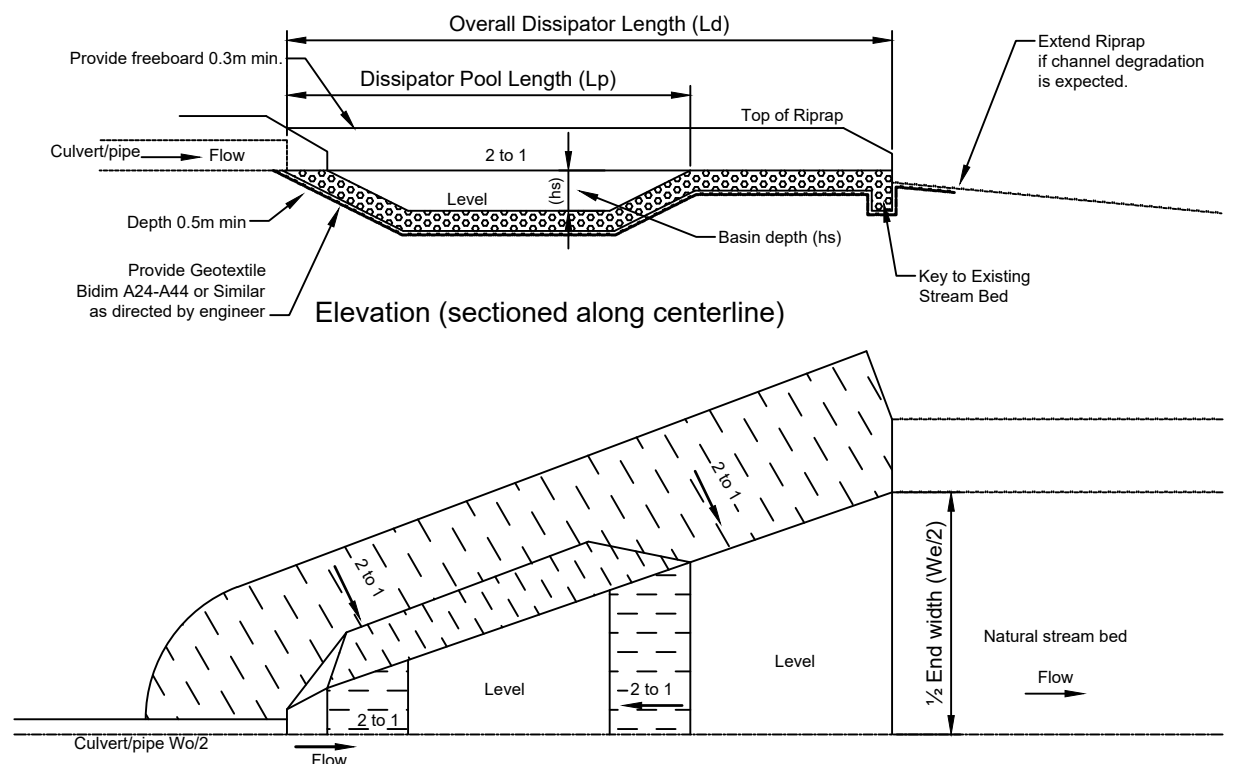 Overall Dissipator Length (Ld)
Provide freeboard 0.3m min.
Extend Riprap
if channel degradation
is expected.
Dissipator Pool Length (Lp)
Top of Riprap
Culvert/pipe
Flow
2 to 1
(hs)
Level
Depth 0.5m min
Basin depth (hs)
Provide Geotextile
Bidim A24-A44 or Similar
as directed by engineer
Key to Existing
Stream Bed
Elevation (sectioned along centerline)
2 to 1
2 to 1
½ End width (We/2)
Natural stream bed
Level
Flow
Level
2 to 1
2 to 1
Culvert/pipe Wo/2
Flow